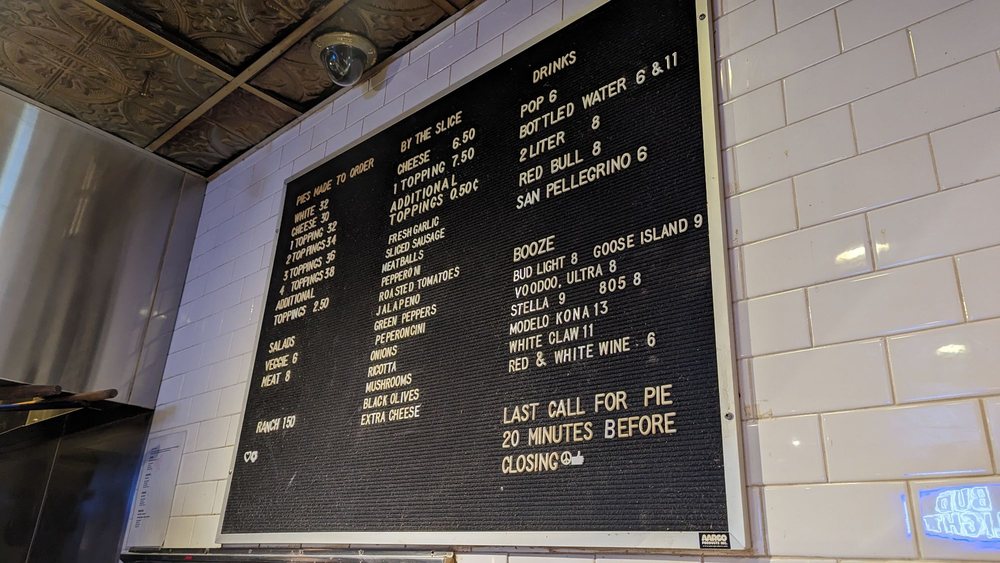 PIES MADE TO ORDER
WHITE 32
CHEESE 30
1 TOPPING 32
2 TOPPINGS 34
3 TOPPINGS 36
4 TOPPINGS 38
ADDITIONAL
TOPPINGS 2.50
SALADS
VEGGIE 6
MEAT 8
RANCH 150
BY THE SLICE
CHEESE 6.50
1 TOPPING 7.50
ADDITIONAL
TOPPINGS 0.50¢
FRESH GARLIC
SLICED SAUSAGE
MEATBALLS
PEPPERONI
ROASTED TOMATOES
JALAPENO
GREEN PEPPERS
PEPERONCINI
ONIONS
RICOTTA
MUSHROOMS
BLACK OLIVES
EXTRA CHEESE
DRINKS
POP 6
BOTTLED WATER 6 & 11
2 LITER 8
RED BULL 8
SAN PELLEGRINO 6
BOOZE
BUD LIGHT 8 GOOSE ISLAND 9
VOODOO, ULTRA 8
STELLA 9 805 8
MODELO KONA 13
WHITE CLAW 11
RED & WHITE WINE 6
LAST CALL FOR PIE
20 MINUTES BEFORE
CLOSING
AARCO
PRODUCTS INC.
BUD
LIGHT